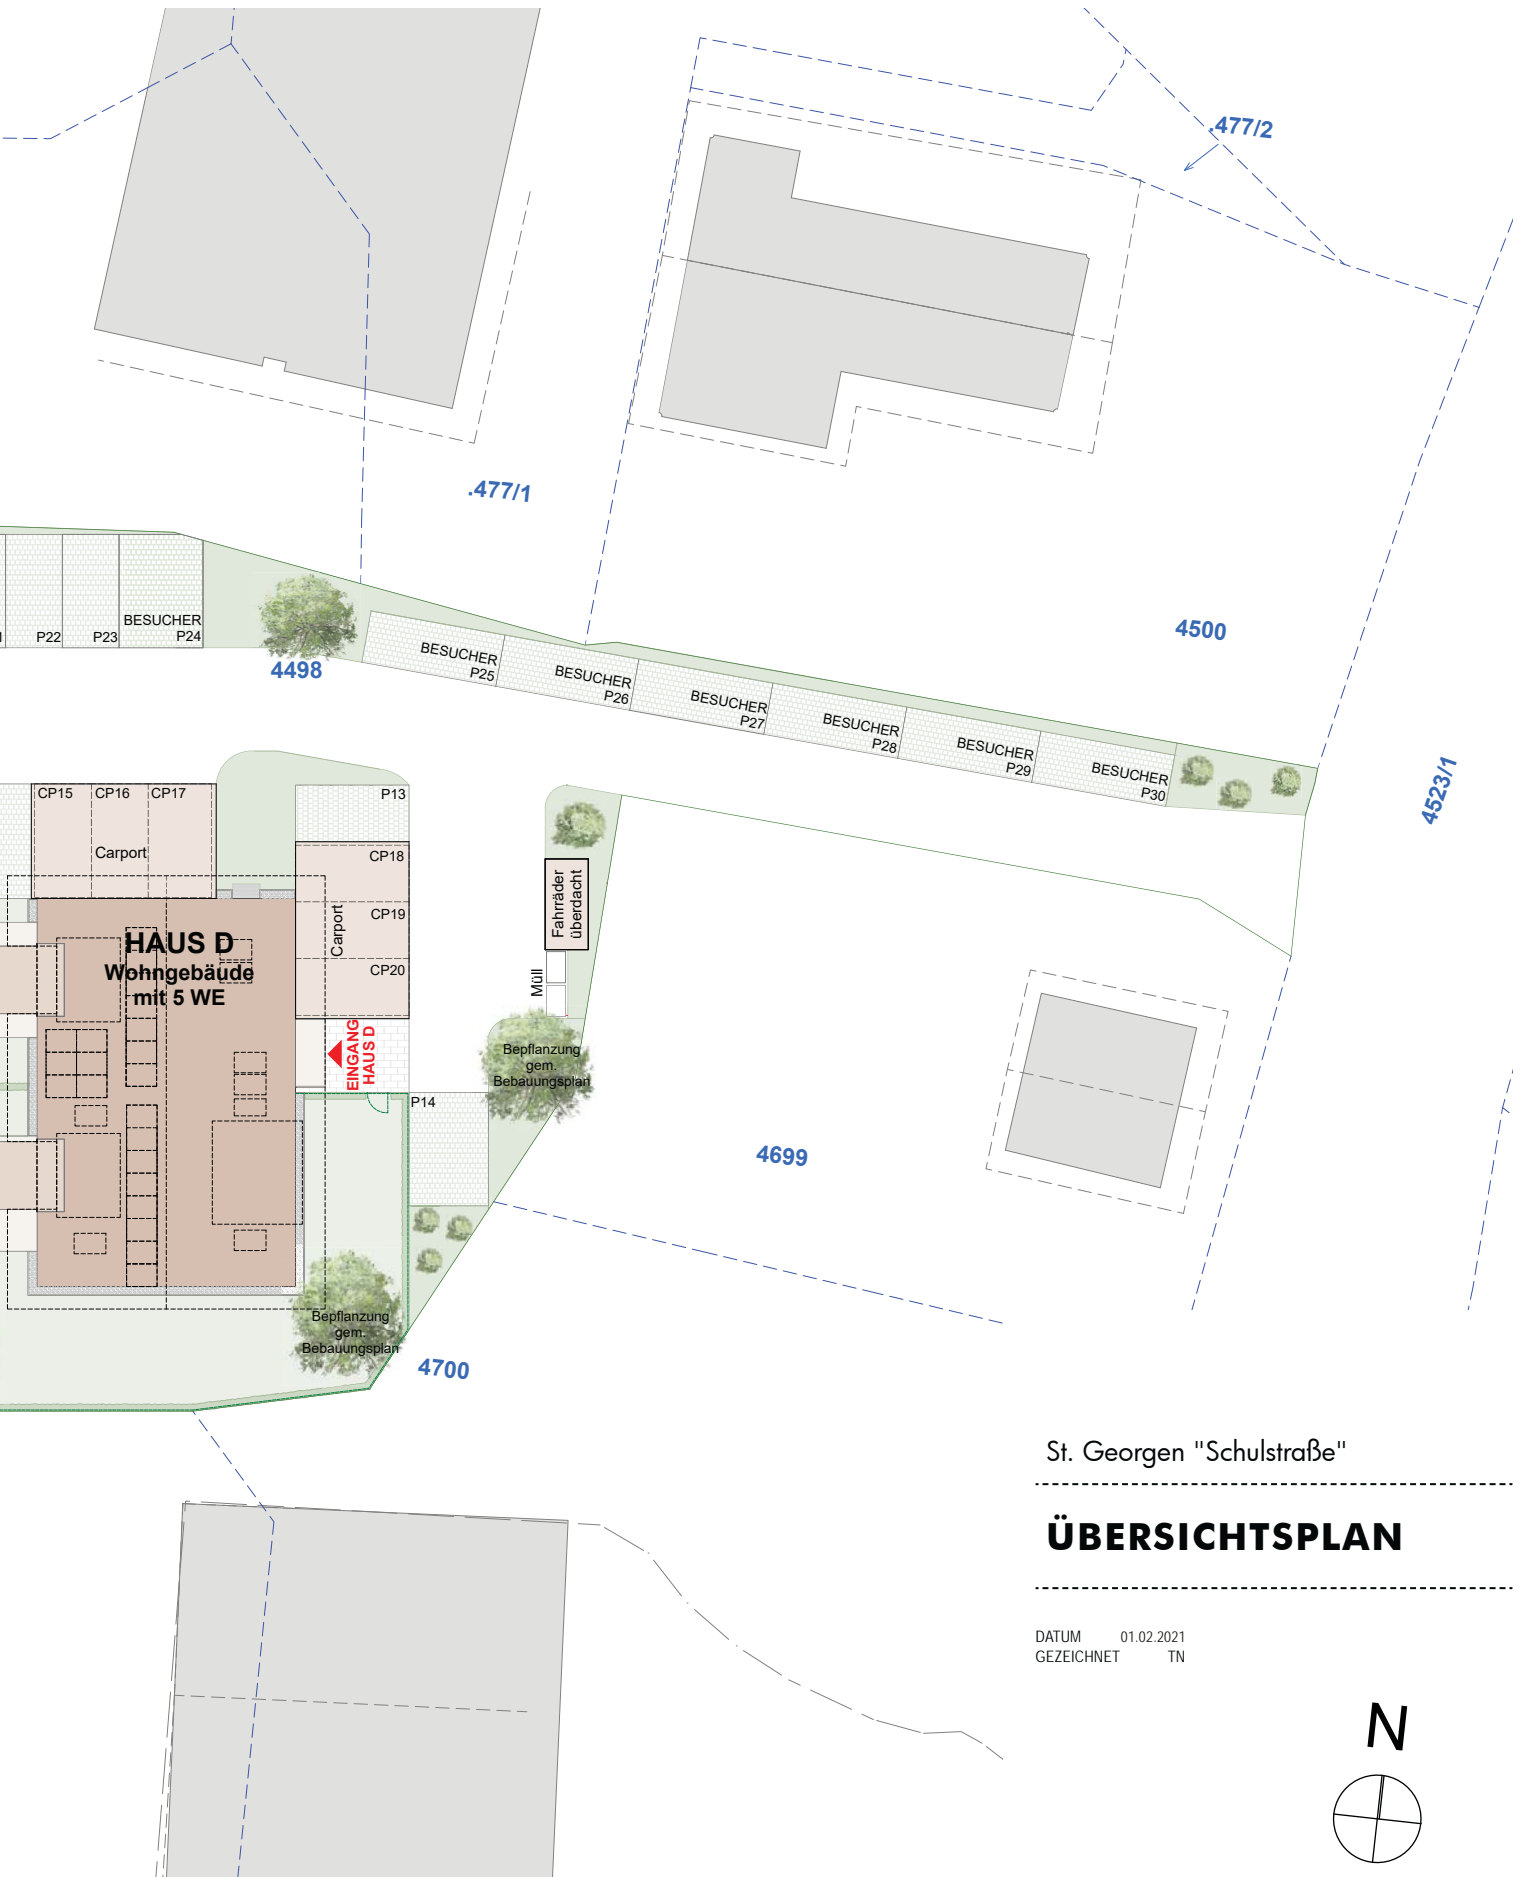 .477/2
.477/1
4500
P22
P23
BESUCHER
P24
4498
BESUCHER
P25
BESUCHER
P26
BESUCHER
P27
BESUCHER
P28
BESUCHER
P29
BESUCHER
P30
4523/1
CP15
CP16
CP17
Carport
P13
CP18
CP19
CP20
Carport
Fahrräder
überdacht
Müll
HAUS D
Wohngebäude
mit 5 WE
EINGANG
HAUS D
Bepflanzung
gem.
Bebauungsplan
P14
4699
Bepflanzung
gem.
Bebauungsplan
4700
St. Georgen "Schulstraße"
ÜBERSICHTSPLAN
DATUM 01.02.2021
GEZEICHNET TN
N